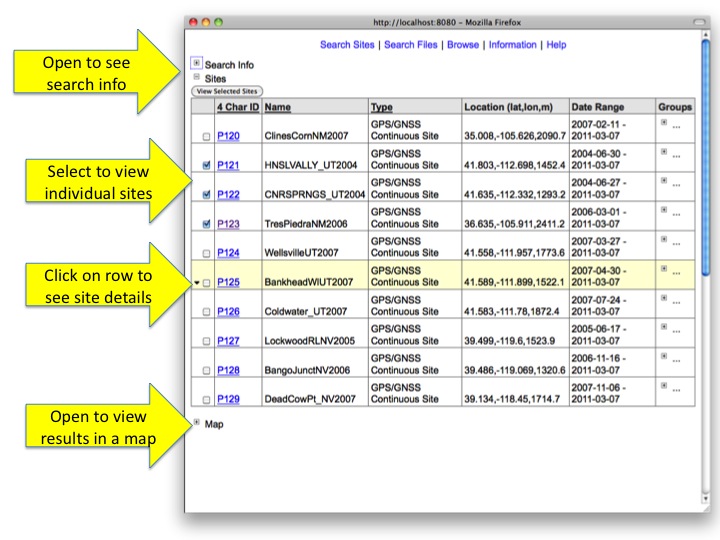 http://localhost:8080 – Mozilla Firefox
Search Sites | Search Files | Browse | Information | Help
Open to see
search info
Search Info
Sites
View Selected Sites
4 Char ID Name Type Location (lat,lon,m) Date Range Groups
P120 ClinesCornNM2007 GPS/GNSS Continuous Site 35.008,-105.626,2090.7 2007-02-11 - 2011-03-07 ...
Select to view
individual sites
P121 HNSLVALLY_UT2004 GPS/GNSS Continuous Site 41.803,-112.698,1452.4 2004-06-30 - 2011-03-07 ...
P122 CNRSPRNGS_UT2004 GPS/GNSS Continuous Site 41.635,-112.332,1293.2 2004-06-27 - 2011-03-07 ...
P123 TresPiedraNM2006 GPS/GNSS Continuous Site 36.635,-105.911,2411.2 2006-03-01 - 2011-03-07 ...
P124 WellsvilleUT2007 GPS/GNSS Continuous Site 41.558,-111.957,1773.6 2007-03-27 - 2011-03-07 ...
Click on row to
see site details
P125 BankheadWIUT2007 GPS/GNSS Continuous Site 41.589,-111.899,1522.1 2007-04-30 - 2011-03-07 ...
P126 Coldwater_UT2007 GPS/GNSS Continuous Site 41.583,-111.78,1872.4 2007-07-24 - 2011-03-07 ...
P127 LockwoodRLNV2005 GPS/GNSS Continuous Site 39.499,-119.6,1523.9 2005-06-17 - 2011-03-07 ...
P128 BangoJunctNV2006 GPS/GNSS Continuous Site 39.486,-119.069,1320.6 2006-11-16 - 2011-03-07 ...
P129 DeadCowPt_NV2007 GPS/GNSS Continuous Site 39.134,-118.45,1714.7 2007-11-06 - 2011-03-07 ...
Open to view
results in a map
Map